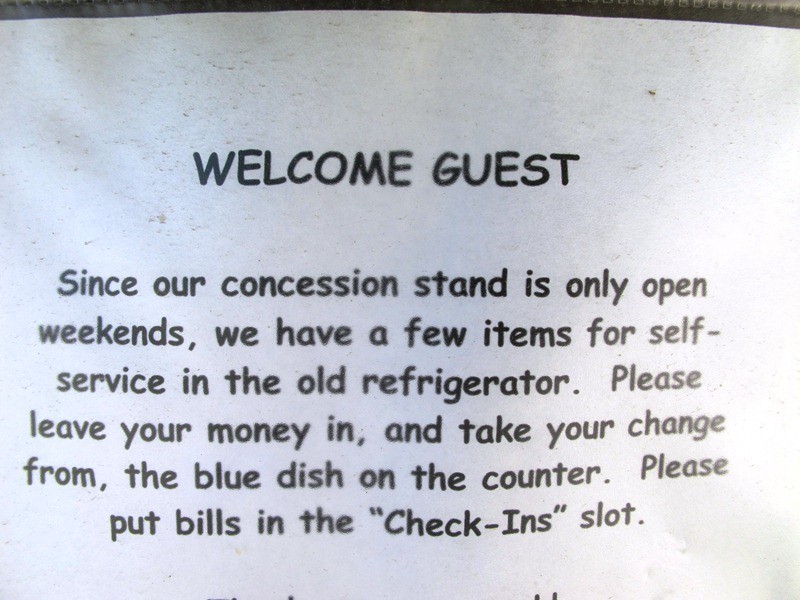 WELCOME GUEST
Since our concession stand is only open
weekends, we have a few items for self-
service in the old refrigerator. Please
leave your money in, and take your change
from, the blue dish on the counter. Please
put bills in the “Check-Ins” slot.